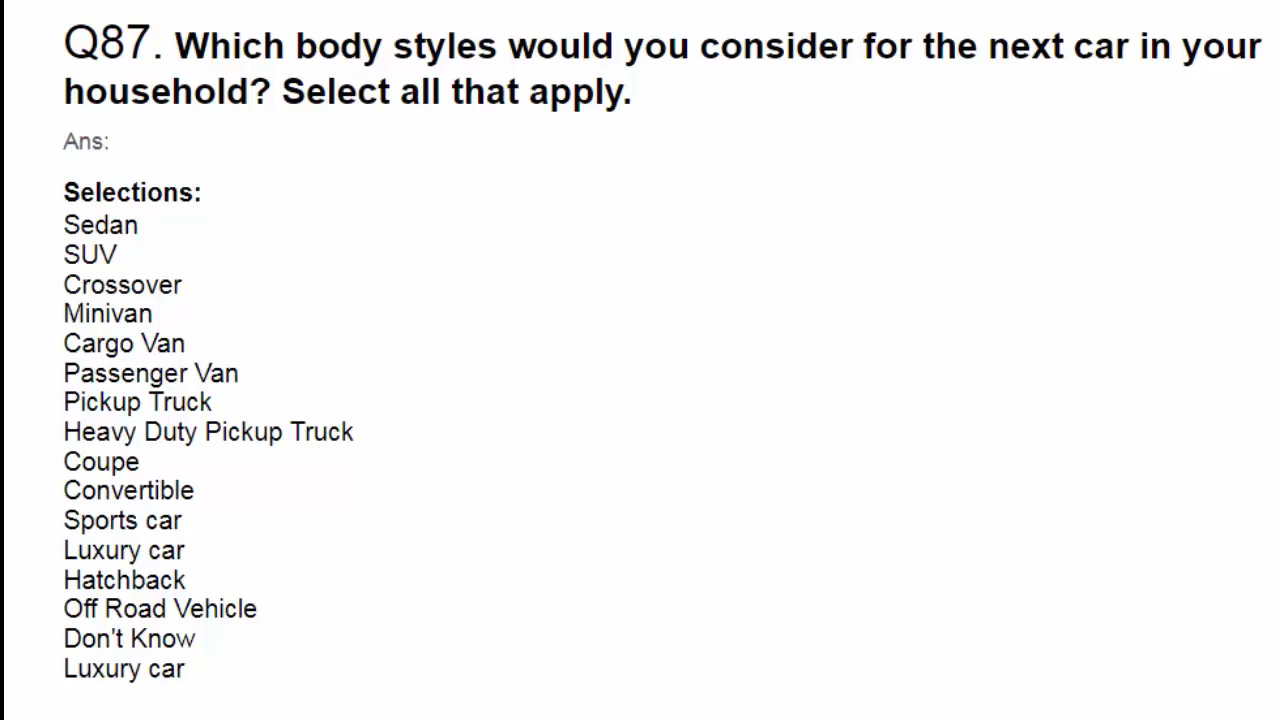 Q87. Which body styles would you consider for the next car in your
household? Select all that apply.
Ans:
Selections:
Sedan
SUV
Crossover
Minivan
Cargo Van
Passenger Van
Pickup Truck
Heavy Duty Pickup Truck
Coupe
Convertible
Sports car
Luxury car
Hatchback
Off Road Vehicle
Don't Know
Luxury car